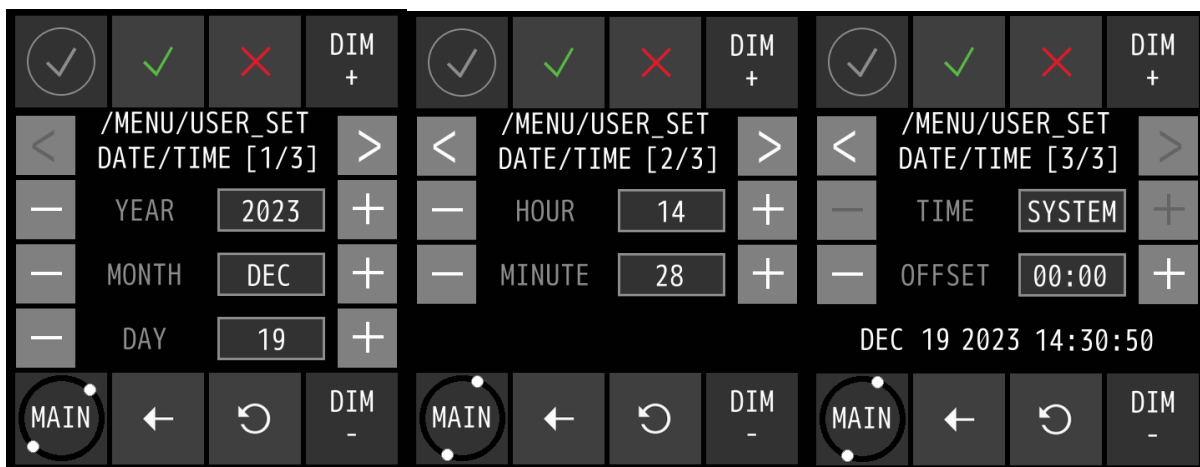 DIM
+
/MENU/USER_SET
< DATE/TIME [1/3] >
— YEAR 2023 +
— MONTH DEC +
— DAY 19 +
MAIN
DIM
-
DIM
+
/MENU/USER_SET
< DATE/TIME [2/3] >
— HOUR 14 +
— MINUTE 28 +
MAIN
DIM
-
DIM
+
/MENU/USER_SET
< DATE/TIME [3/3] >
— TIME SYSTEM +
— OFFSET 00:00 +
DEC 19 2023 14:30:50
MAIN
DIM
-